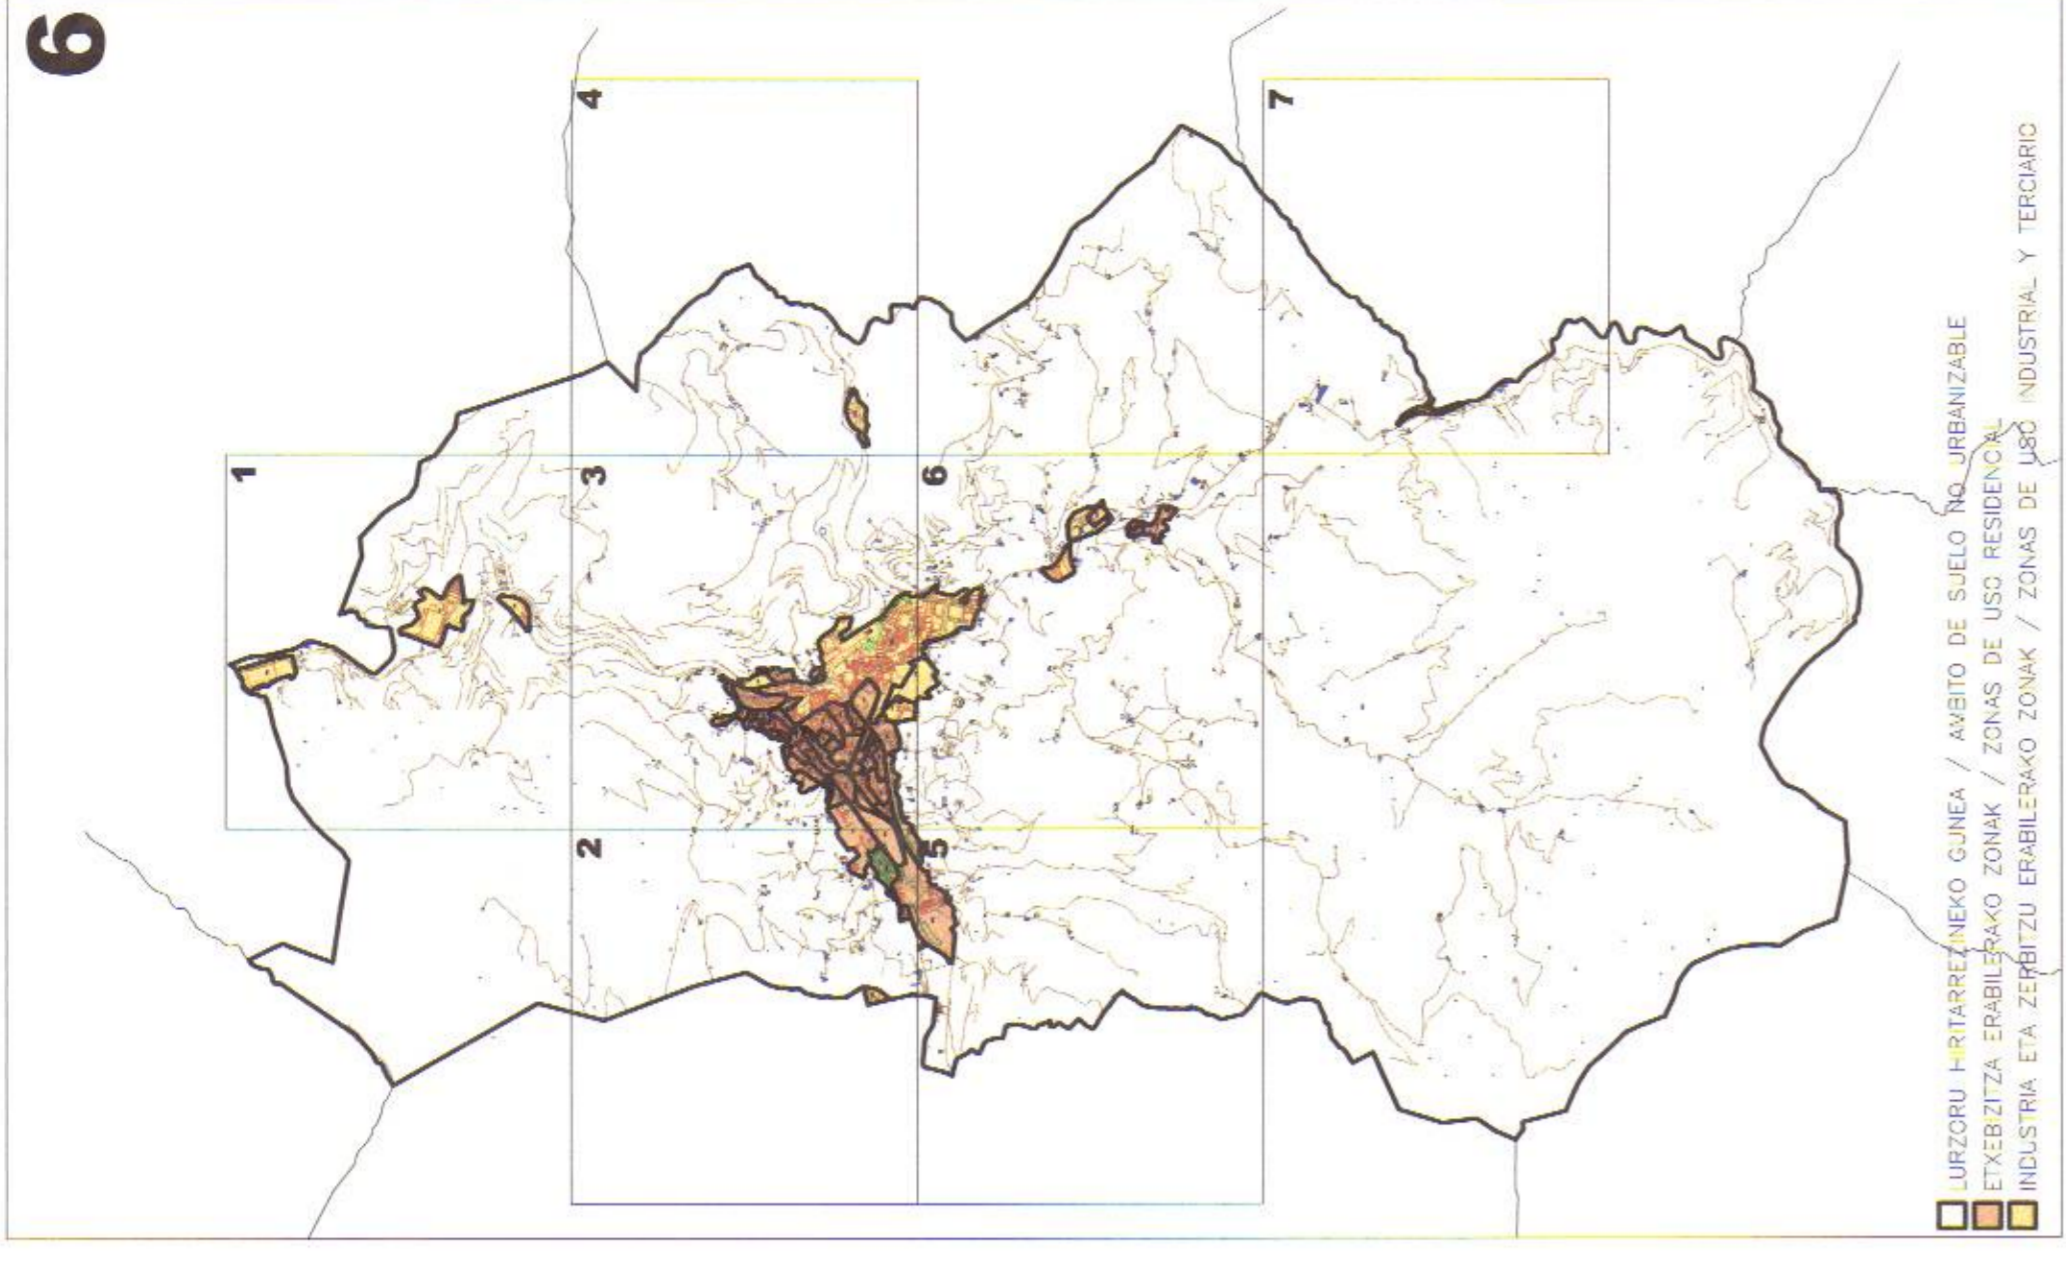 6
1
2
3
4
5
6
7
LURZORU HIRITARREZINEKO GUNEA / AMBITO DE SUELO NO URBANIZABLE
ETXEBIZITZA ERABILERAKO ZONAK / ZONAS DE USO RESIDENCIAL
INDUSTRIA ETA ZERBITZU ERABILERAKO ZONAK / ZONAS DE USO INDUSTRIAL Y TERCIARIO